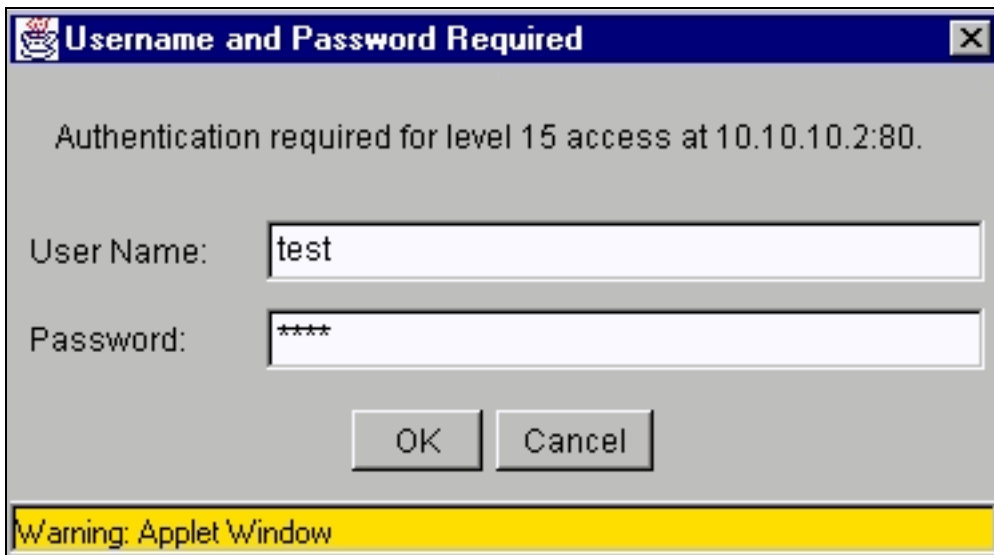 Username and Password Required
Authentication required for level 15 access at 10.10.10.2:80.
User Name: test
Password: ****
OK Cancel
Warning: Applet Window